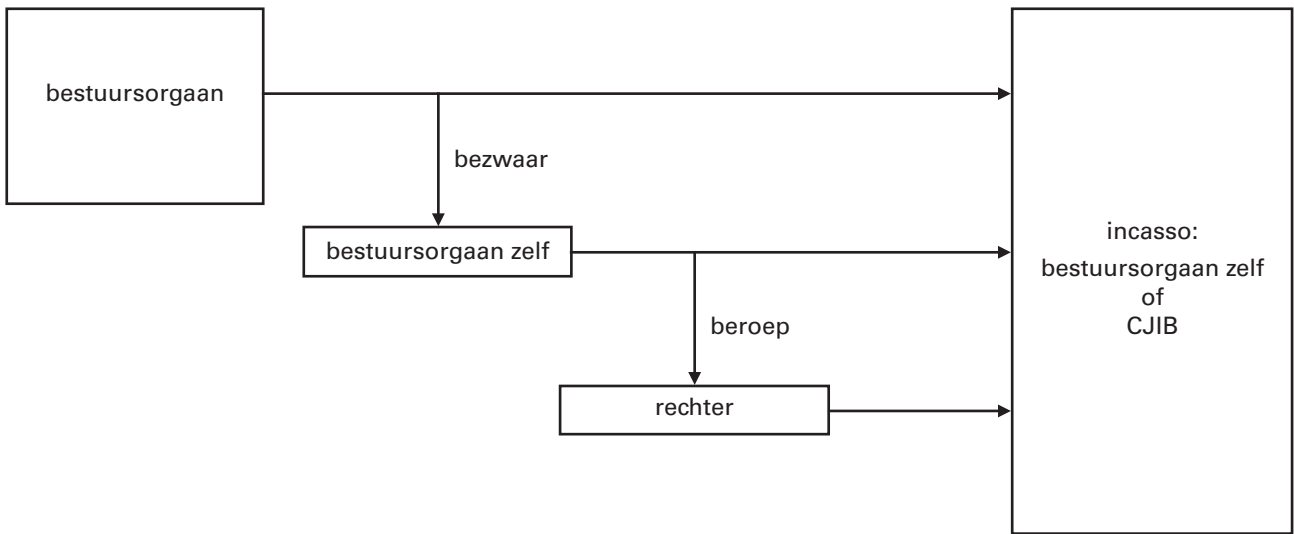 bestuursorgaan
bezwaar
bestuursorgaan zelf
beroep
rechter
incasso:
bestuursorgaan zelf
of
CJIB